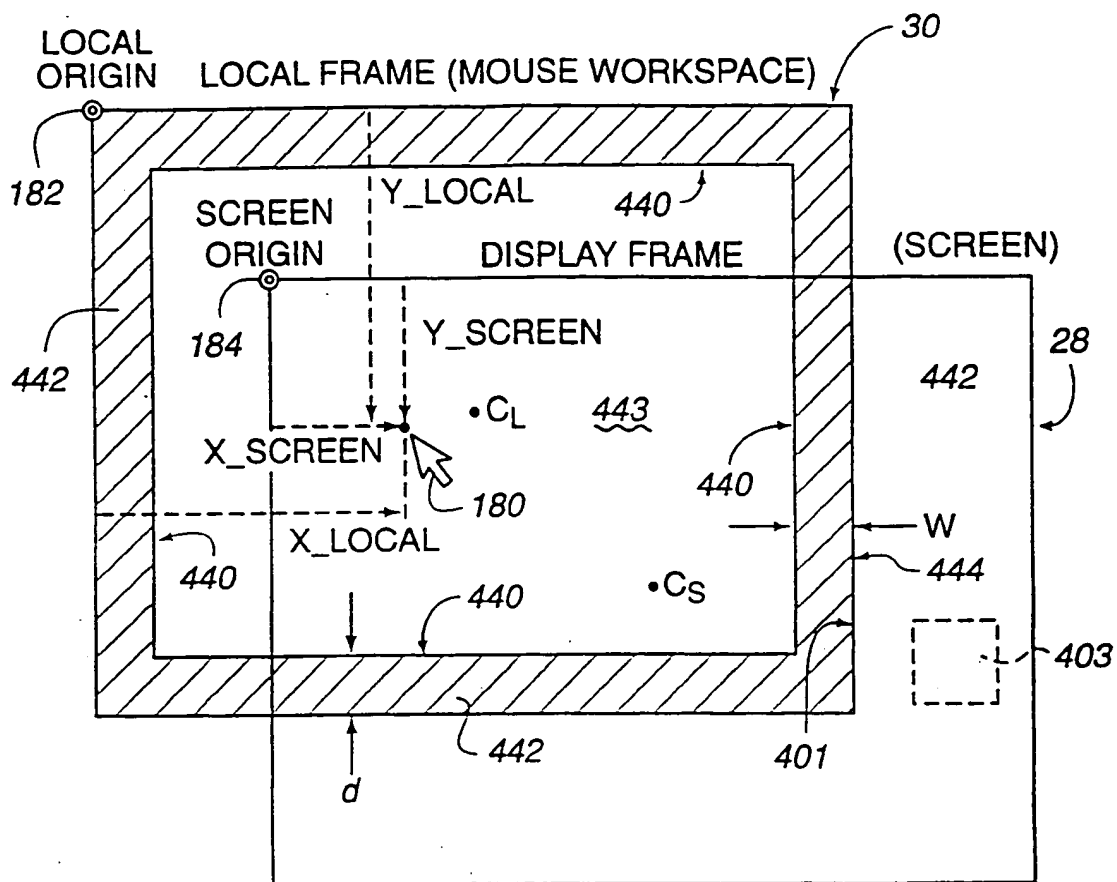 30
LOCAL
ORIGIN
LOCAL FRAME (MOUSE WORKSPACE)
182
Y_LOCAL
440
SCREEN
ORIGIN
DISPLAY FRAME
(SCREEN)
184
Y_SCREEN
28
442
442
C_L
443
X_SCREEN
440
180
W
X_LOCAL
440
444
440
C_S
403
442
401
d